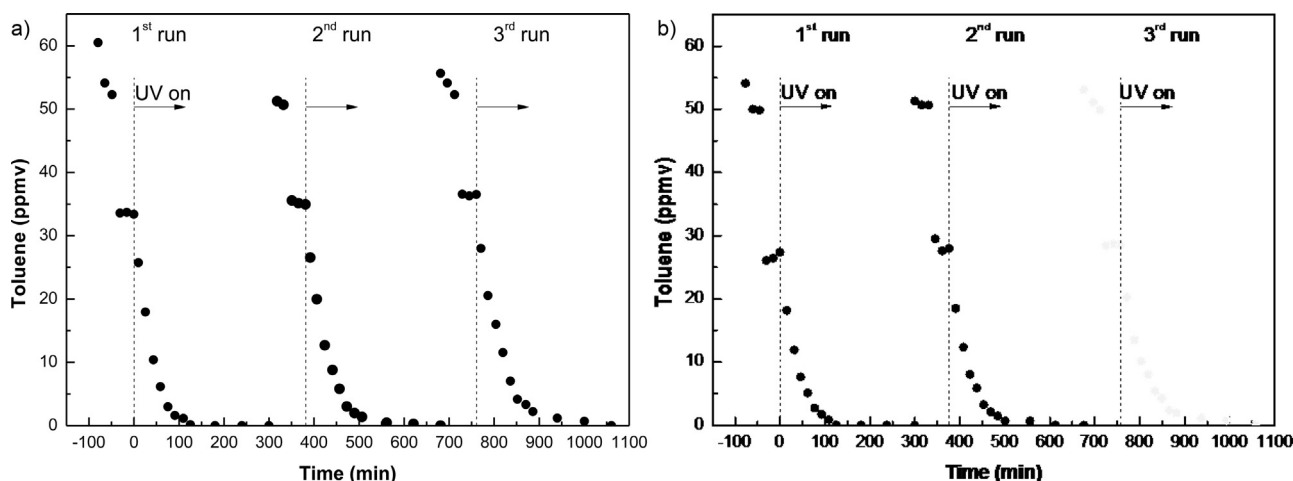 a)
1st run
2nd run
3rd run
UV on
60
50
40
30
20
10
0
Toluene (ppmv)
-100 0 100 200 300 400 500 600 700 800 900 1000 1100
Time (min)
b)
1st run
2nd run
3rd run
UV on
UV on
UV on
60
50
40
30
20
10
0
Toluene (ppmv)
-100 0 100 200 300 400 500 600 700 800 900 1000 1100
Time (min)